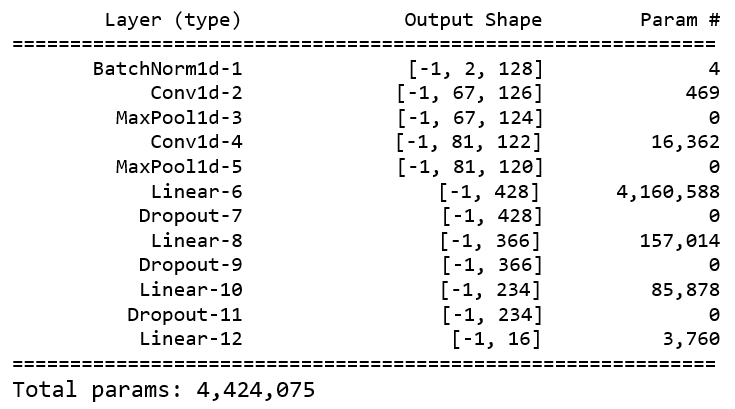 Layer (type) Output Shape Param #
================================================================
BatchNorm1d-1 [-1, 2, 128] 4
Conv1d-2 [-1, 67, 126] 469
MaxPool1d-3 [-1, 67, 124] 0
Conv1d-4 [-1, 81, 122] 16,362
MaxPool1d-5 [-1, 81, 120] 0
Linear-6 [-1, 428] 4,160,588
Dropout-7 [-1, 428] 0
Linear-8 [-1, 366] 157,014
Dropout-9 [-1, 366] 0
Linear-10 [-1, 234] 85,878
Dropout-11 [-1, 234] 0
Linear-12 [-1, 16] 3,760
================================================================
Total params: 4,424,075